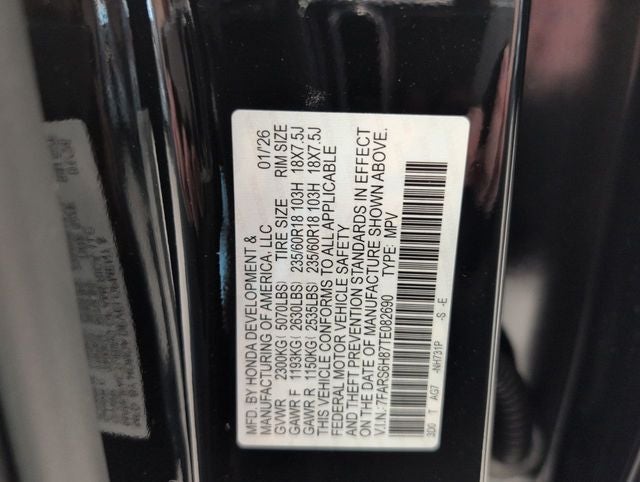 MFD. BY HONDA DEVELOPMENT &
MANUFACTURING OF AMERICA, LLC 01/26
GVWR 2300KG( 5070LBS) TIRE SIZE RIM SIZE
GAWR F 1193KG( 2630LBS) 235/60R18 103H 18X7.5J
GAWR R 1150KG( 2535LBS) 235/60R18 103H 18X7.5J
THIS VEHICLE CONFORMS TO ALL APPLICABLE
FEDERAL MOTOR VEHICLE SAFETY
AND THEFT PREVENTION STANDARDS IN EFFECT
ON THE DATE OF MANUFACTURE SHOWN ABOVE.
V.I.N.:7FARS6H87TE082690 TYPE: MPV
3D0 T AG7 -NH731P -S -E